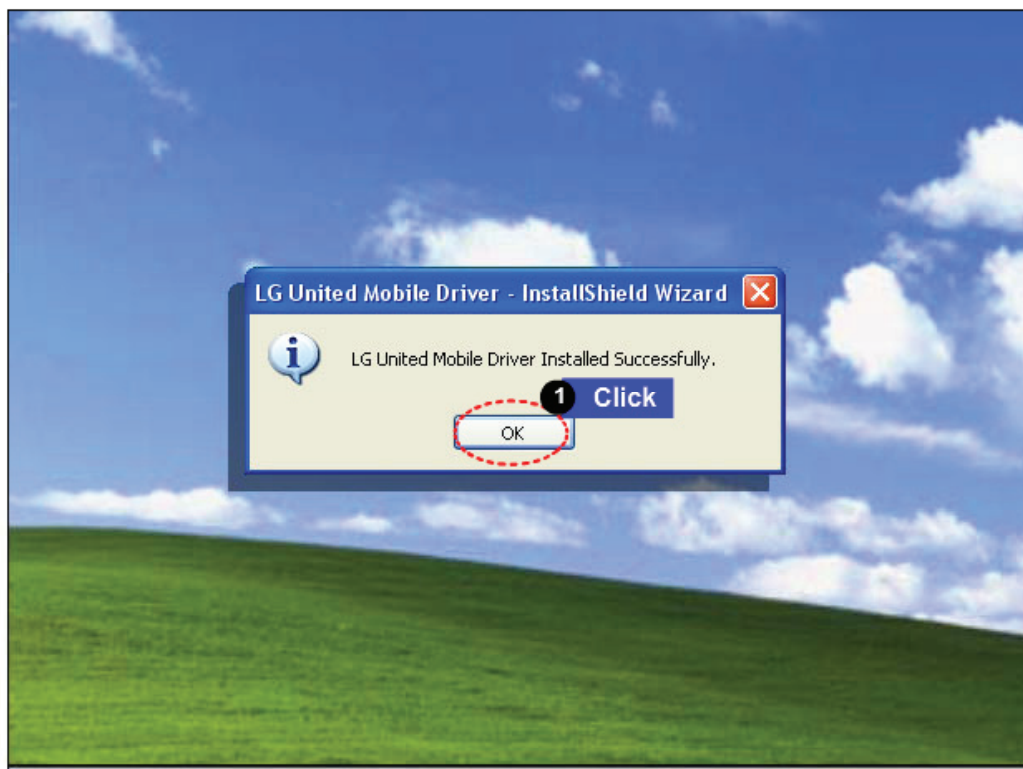 LG United Mobile Driver - InstallShield Wizard
LG United Mobile Driver Installed Successfully.
1 Click
OK